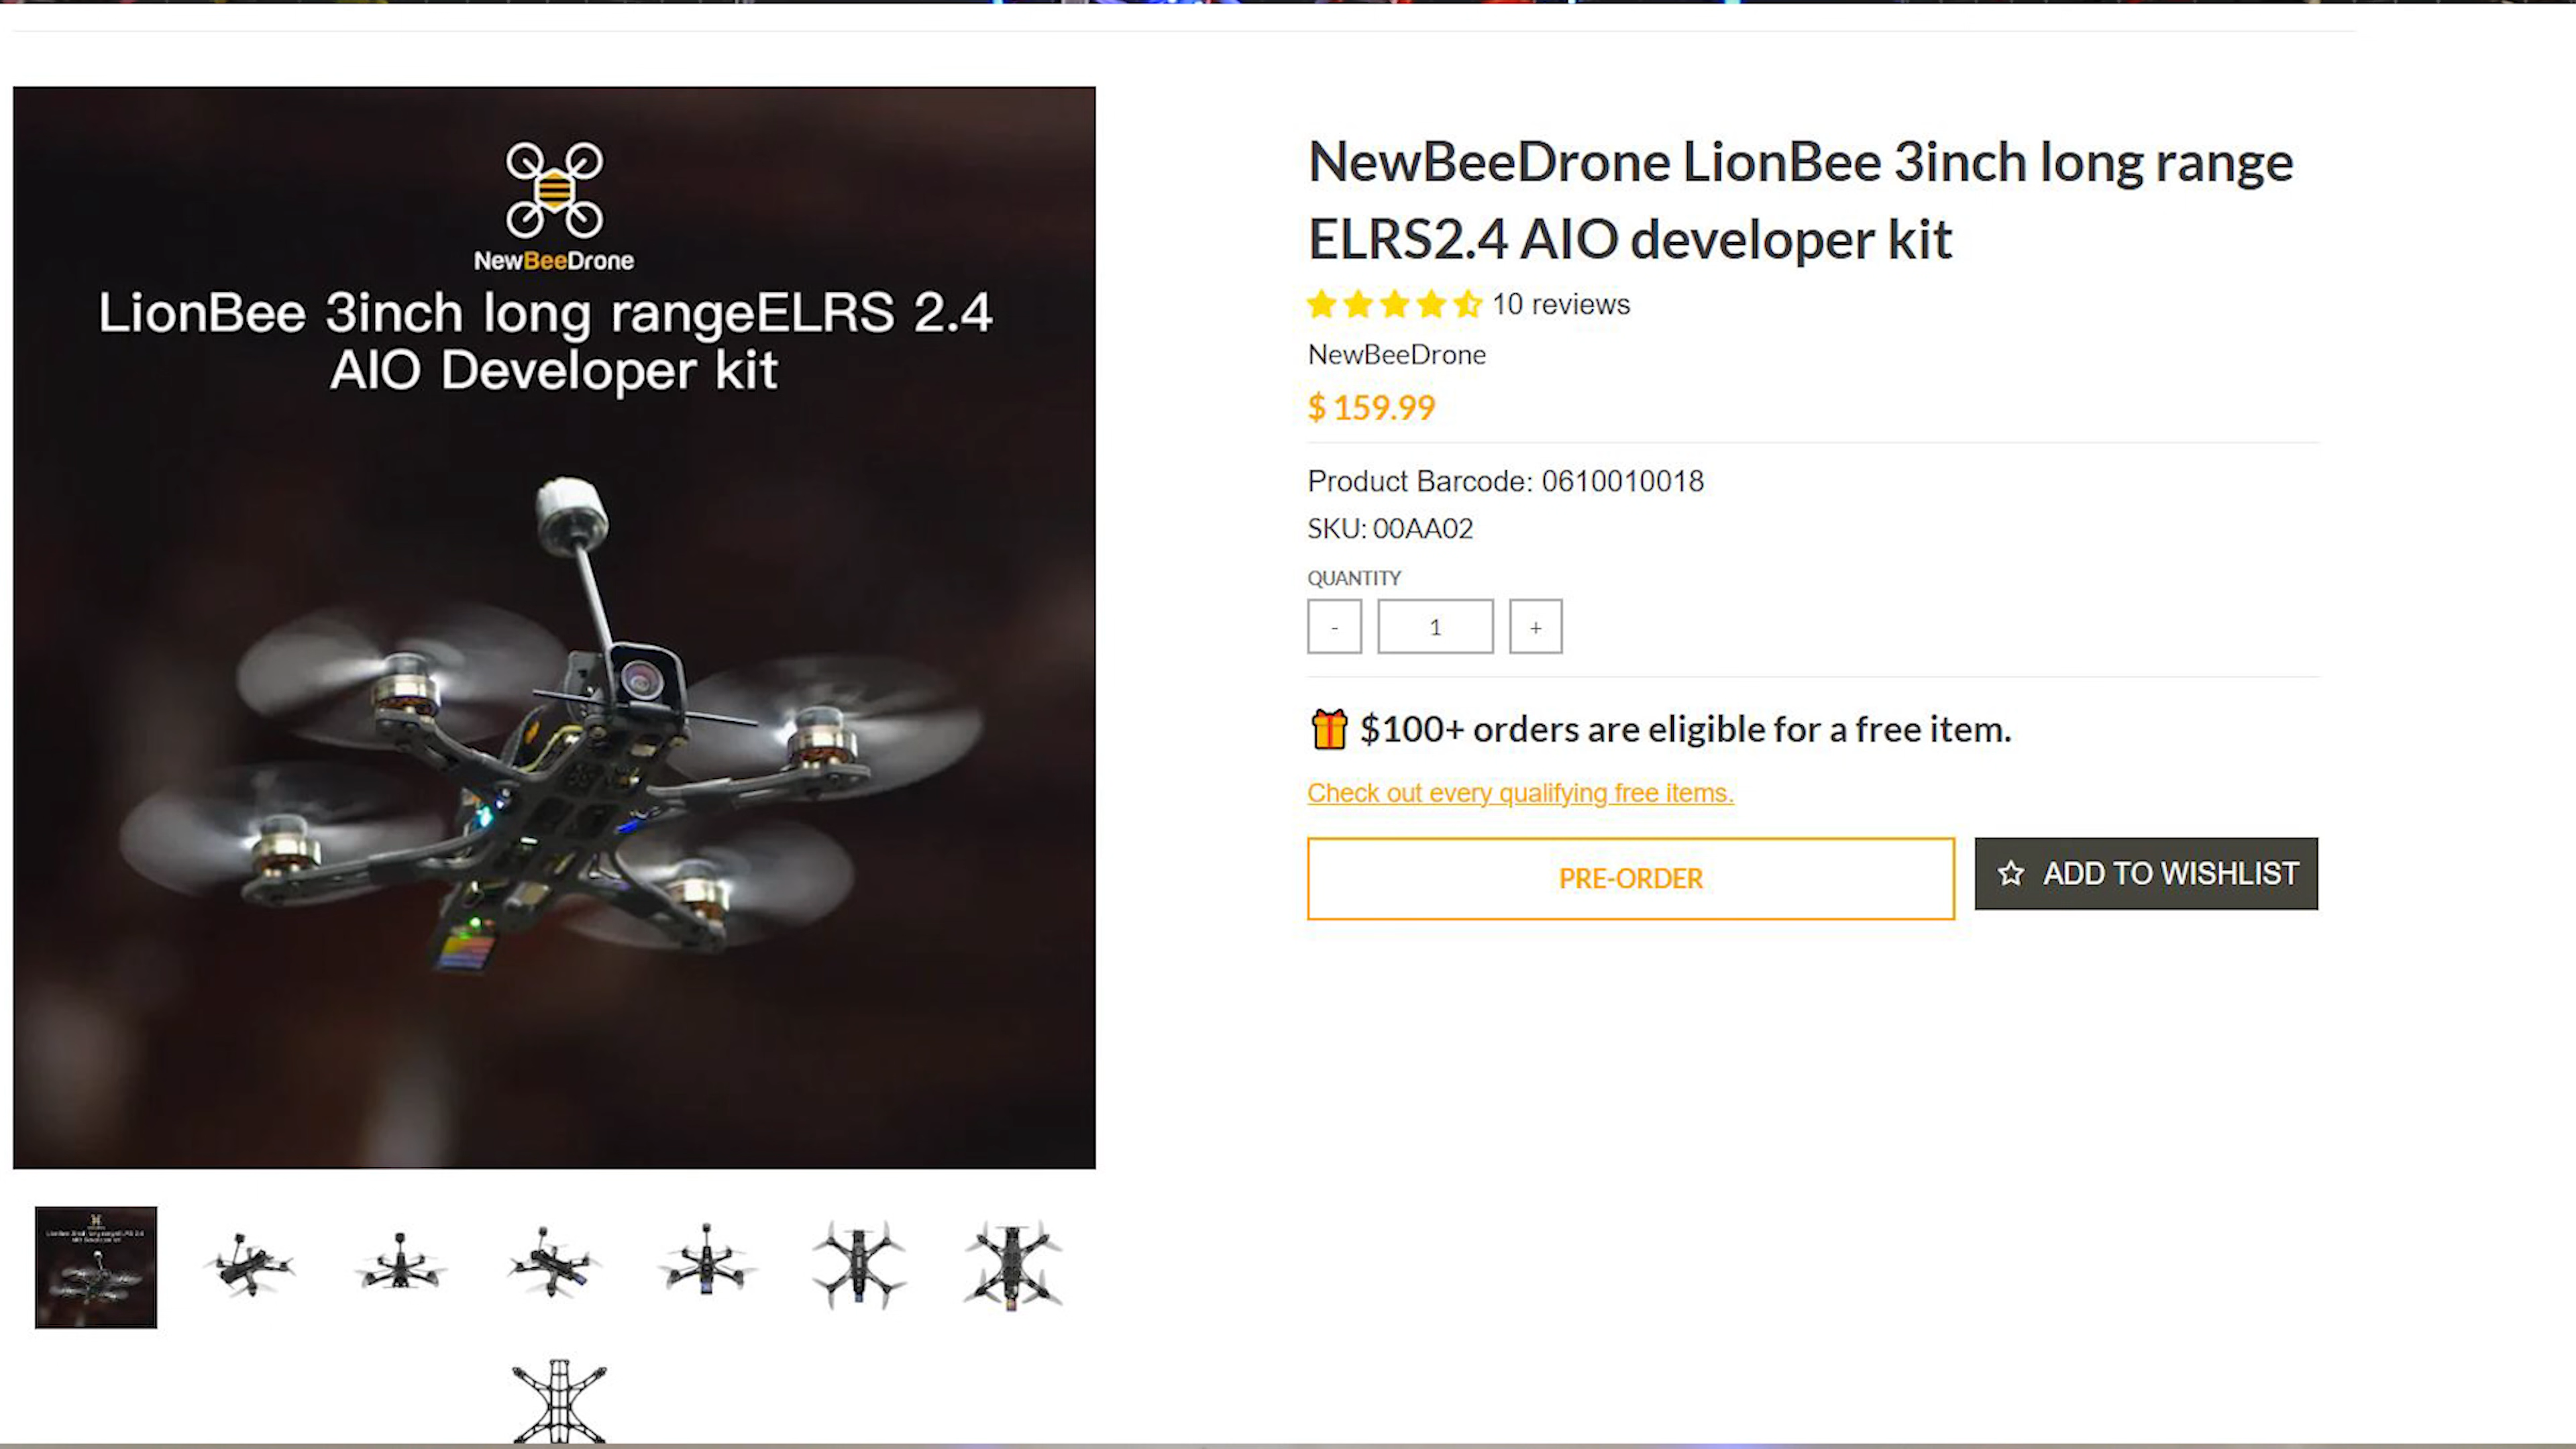 NewBeeDrone
LionBee 3inch long rangeELRS 2.4
AIO Developer kit
NewBeeDrone LionBee 3inch long range
ELRS2.4 AIO developer kit
10 reviews
NewBeeDrone
$ 159.99
Product Barcode: 0610010018
SKU: 00AA02
QUANTITY
- 1 +
$100+ orders are eligible for a free item.
Check out every qualifying free items.
PRE-ORDER
ADD TO WISHLIST